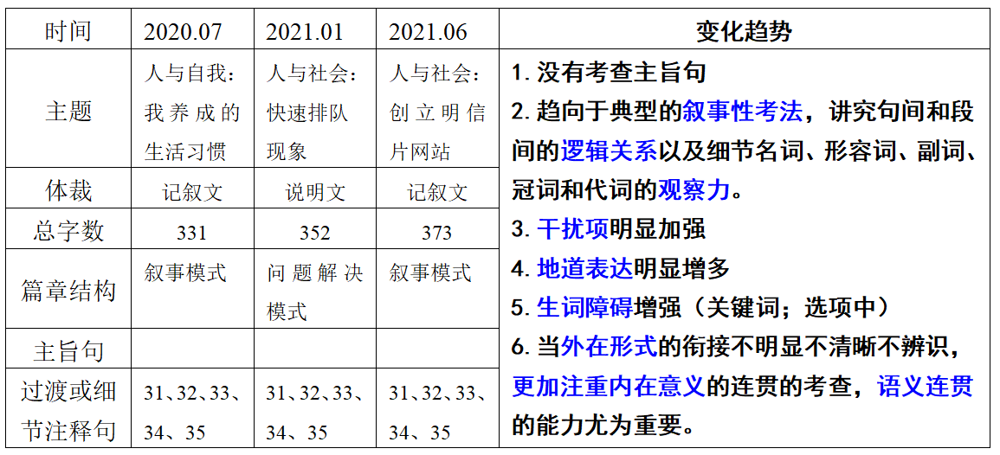 时间 2020.07 2021.01 2021.06 变化趋势
主题
人与自我：
我养成的
生活习惯
人与社会：
快速排队
现象
人与社会：
创立明信
片网站
体裁 记叙文 说明文 记叙文
总字数 331 352 373
篇章结构
叙事模式
问题解决
模式
叙事模式
主旨句
过渡或细
节注释句
31、32、33、
34、35
31、32、33、
34、35
31、32、33、
34、35
1.没有考查主旨句
2.趋向于典型的叙事性考法，讲究句间和段
间的逻辑关系以及细节名词、形容词、副词、
冠词和代词的观察力。
3.干扰项明显加强
4.地道表达明显增多
5.生词障碍增强（关键词；选项中）
6.当外在形式的衔接不明显不清晰不辨识，
更加注重内在意义的连贯的考查，语义连贯
的能力尤为重要。